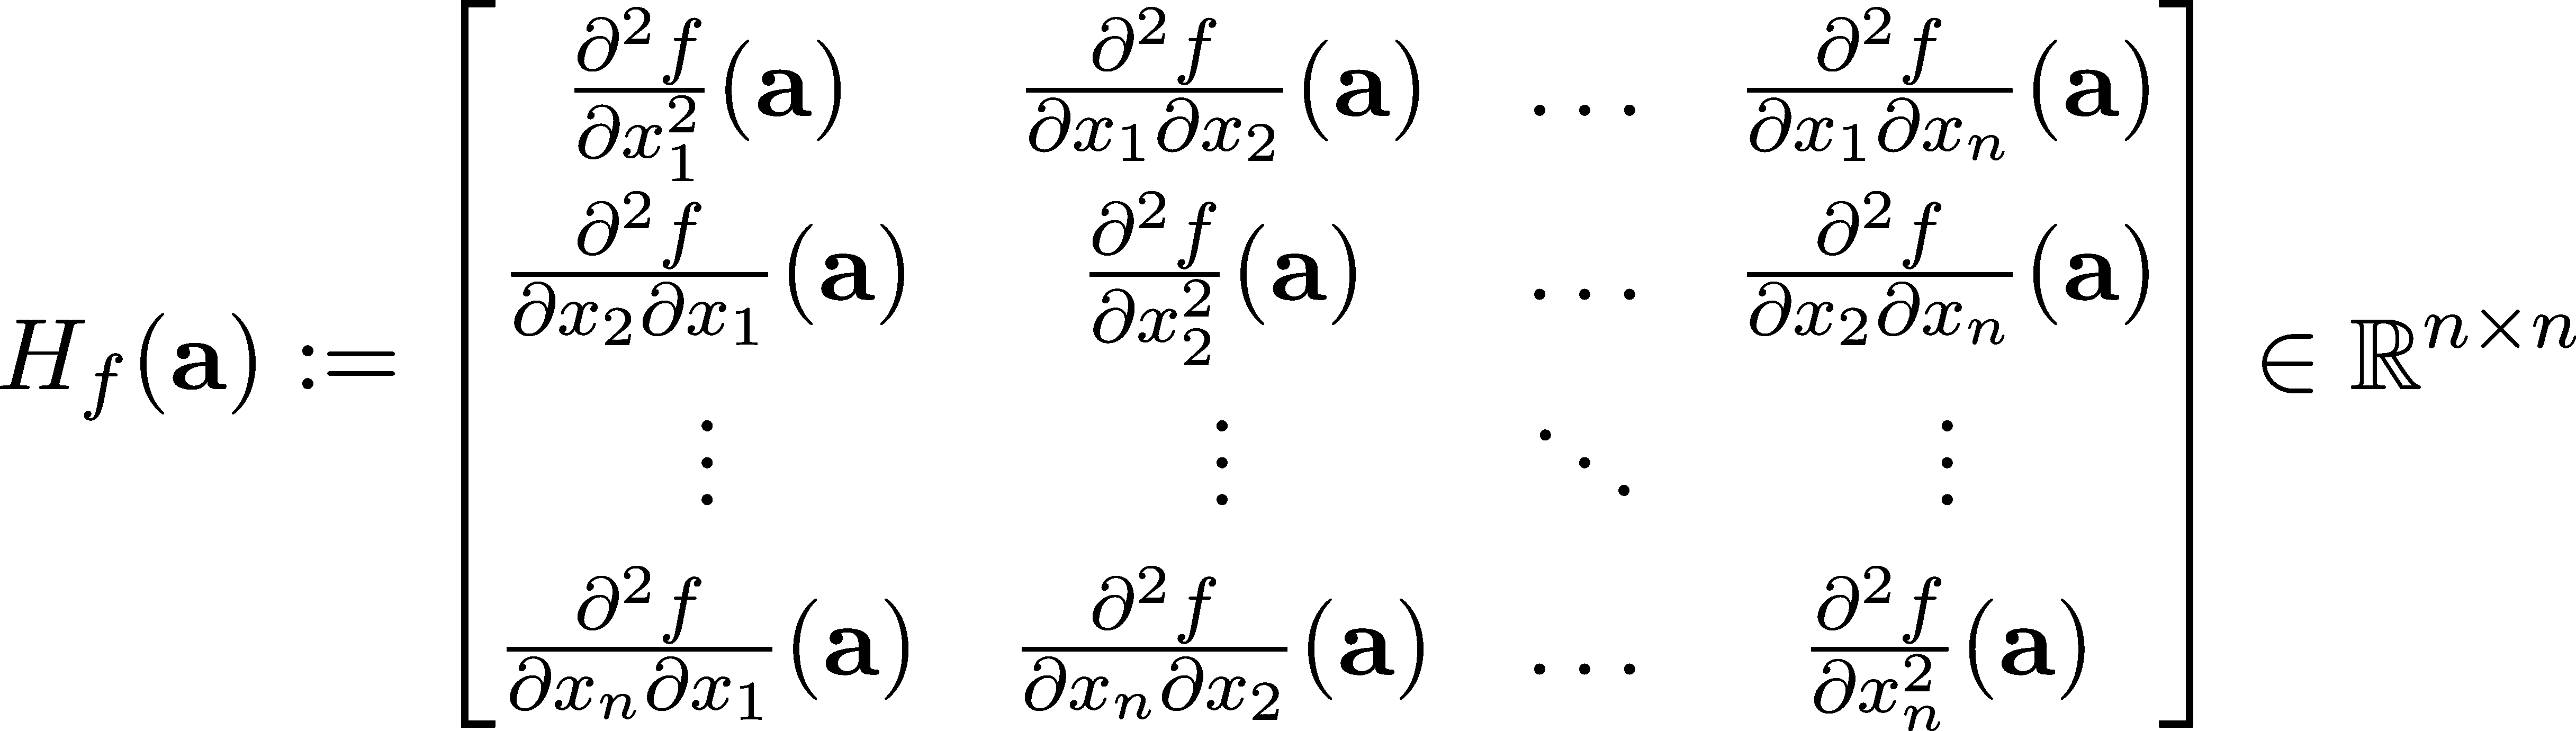 $$H_f(\mathbf{a}) := \begin{bmatrix} \frac{\partial^2 f}{\partial x_1^2}(\mathbf{a}) & \frac{\partial^2 f}{\partial x_1 \partial x_2}(\mathbf{a}) & \dots & \frac{\partial^2 f}{\partial x_1 \partial x_n}(\mathbf{a}) \\ \frac{\partial^2 f}{\partial x_2 \partial x_1}(\mathbf{a}) & \frac{\partial^2 f}{\partial x_2^2}(\mathbf{a}) & \dots & \frac{\partial^2 f}{\partial x_2 \partial x_n}(\mathbf{a}) \\ \vdots & \vdots & \ddots & \vdots \\ \frac{\partial^2 f}{\partial x_n \partial x_1}(\mathbf{a}) & \frac{\partial^2 f}{\partial x_n \partial x_2}(\mathbf{a}) & \dots & \frac{\partial^2 f}{\partial x_n^2}(\mathbf{a}) \end{bmatrix} \in \mathbb{R}^{n \times n}$$